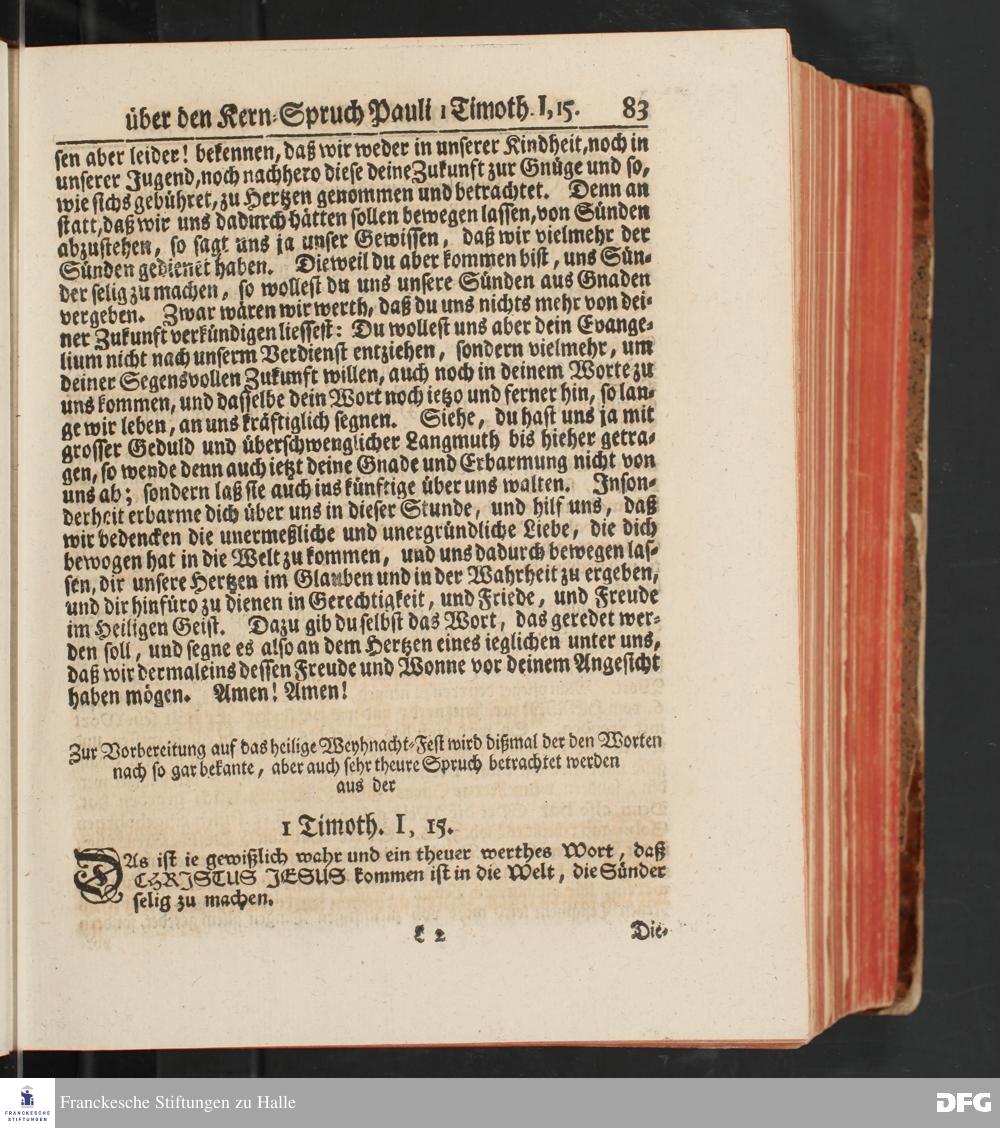 über den Kern-Spruch Pauli 1 Timoth. I, 15. 83
sen aber leider! bekennen, daß wir weder in unserer Kindheit, noch in
unserer Jugend, noch nachhero diese deine Zukunft zur Gnüge und so,
wie sichs gebühret, zu Hertzen genommen und betrachtet. Denn an
statt, daß wir uns dadurch hätten sollen bewegen lassen, von Sünden
abzustehen, so sagt uns ja unser Gewissen, daß wir vielmehr der
Sünden gedienet haben. Dieweil du aber kommen bist, uns Sün-
der selig zu machen, so wollest du uns unsere Sünden aus Gnaden
vergeben. Zwar wären wir werth, daß du uns nichts mehr von dei-
ner Zukunft verkündigen liessest: Du wollest uns aber dein Evange-
lium nicht nach unserm Verdienst entziehen, sondern vielmehr, um
deiner Segensvollen Zukunft willen, auch noch in deinem Worte zu
uns kommen, und dasselbe dein Wort noch ietzo und ferner hin, so lan-
ge wir leben, an uns kräftiglich segnen. Siehe, du hast uns ja mit
grosser Geduld und überschwenglicher Langmuth bis hieher getra-
gen, so wende denn auch ietzt deine Gnade und Erbarmung nicht von
uns ab; sondern laß sie auch ins künftige über uns walten. Inson-
derheit erbarme dich über uns in dieser Stunde, und hilf uns, daß
wir bedencken die unermeßliche und unergründliche Liebe, die dich
bewogen hat in die Welt zu kommen, und uns dadurch bewegen las-
sen, dir unsere Hertzen im Glauben und in der Wahrheit zu ergeben,
und dir hinfüro zu dienen in Gerechtigkeit, und Friede, und Freude
im Heiligen Geist. Dazu gib du selbst das Wort, das geredet wer-
den soll, und segne es also an dem Hertzen eines ieglichen unter uns,
daß wir dermaleins dessen Freude und Wonne vor deinem Angesicht
haben mögen. Amen! Amen!
Zur Vorbereitung auf das heilige Weyhnacht-Fest wird dißmal der den Worten
nach so gar bekante, aber auch sehr theure Spruch betrachtet werden
aus der
1 Timoth. I, 15.
DAs ist ie gewißlich wahr und ein theuer werthes Wort, daß
CHRISTUS JESUS kommen ist in die Welt, die Sünder
selig zu machen.
L 2 Die-
FRANCKESCHE
STIFTUNGEN
Franckesche Stiftungen zu Halle
DFG